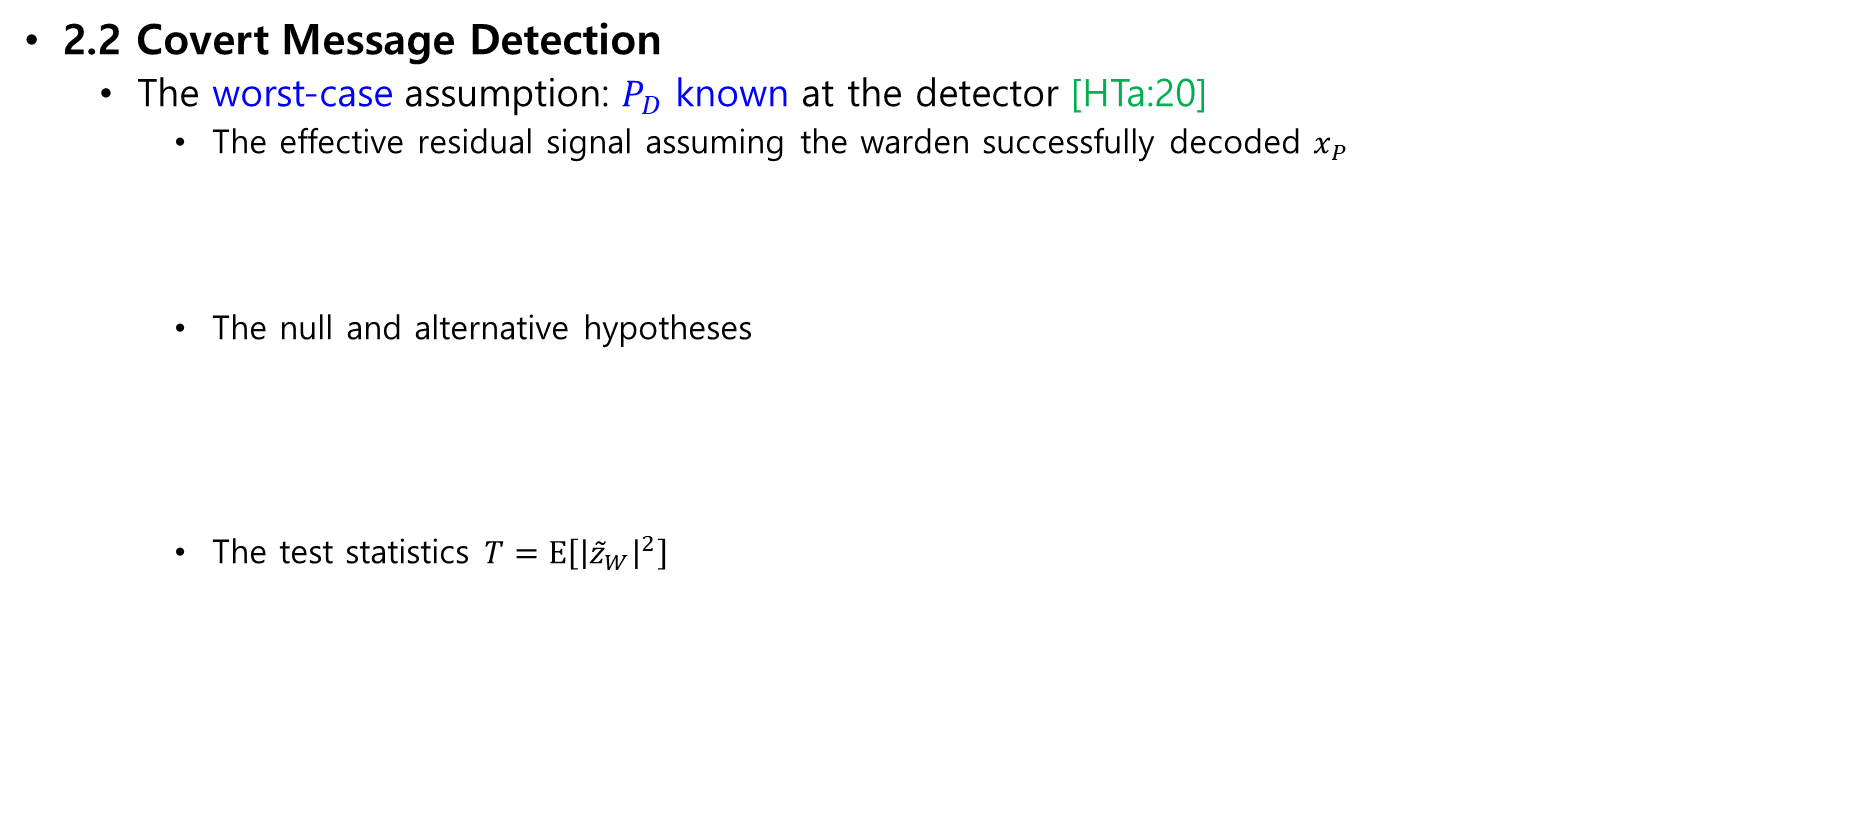 • 2.2 Covert Message Detection
• The worst-case assumption: P_D known at the detector [HTa:20]
• The effective residual signal assuming the warden successfully decoded x_P
• The null and alternative hypotheses
• The test statistics T = E[|z̃_W|²]